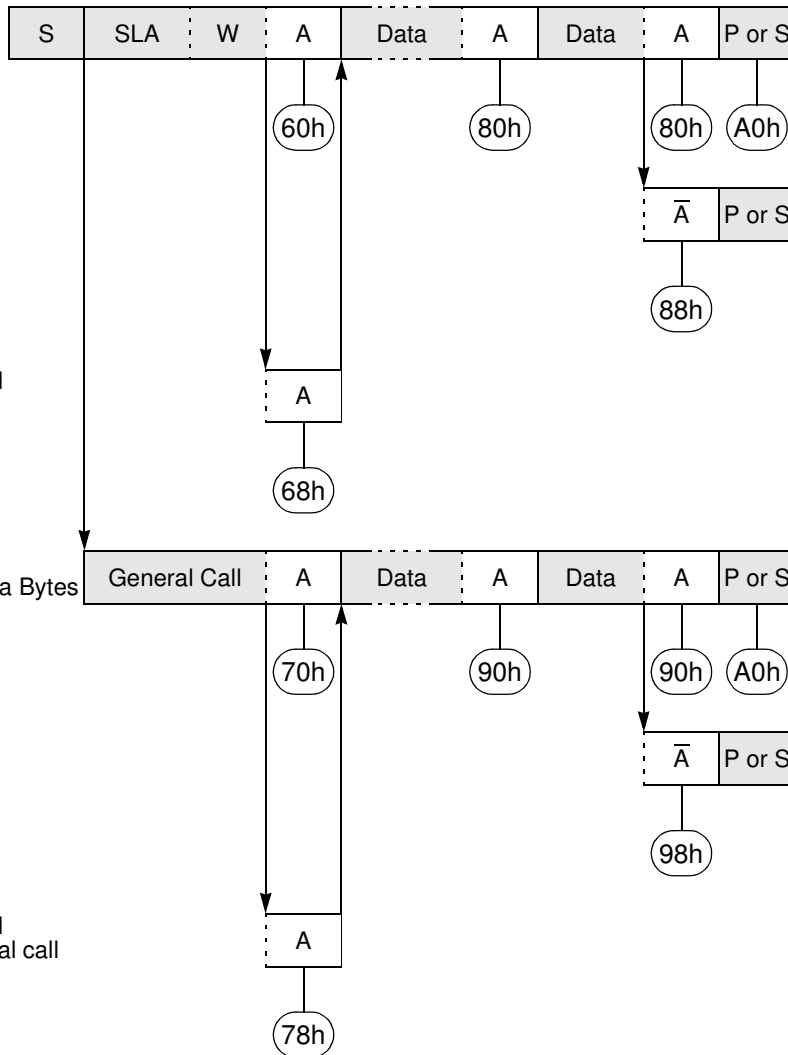 S SLA W A Data A Data A P or S
60h 80h 80h A0h
A̅ P or S
88h
A
68h
a Bytes General Call A Data A Data A P or S
70h 90h 90h A0h
A̅ P or S
98h
A
al call
78h